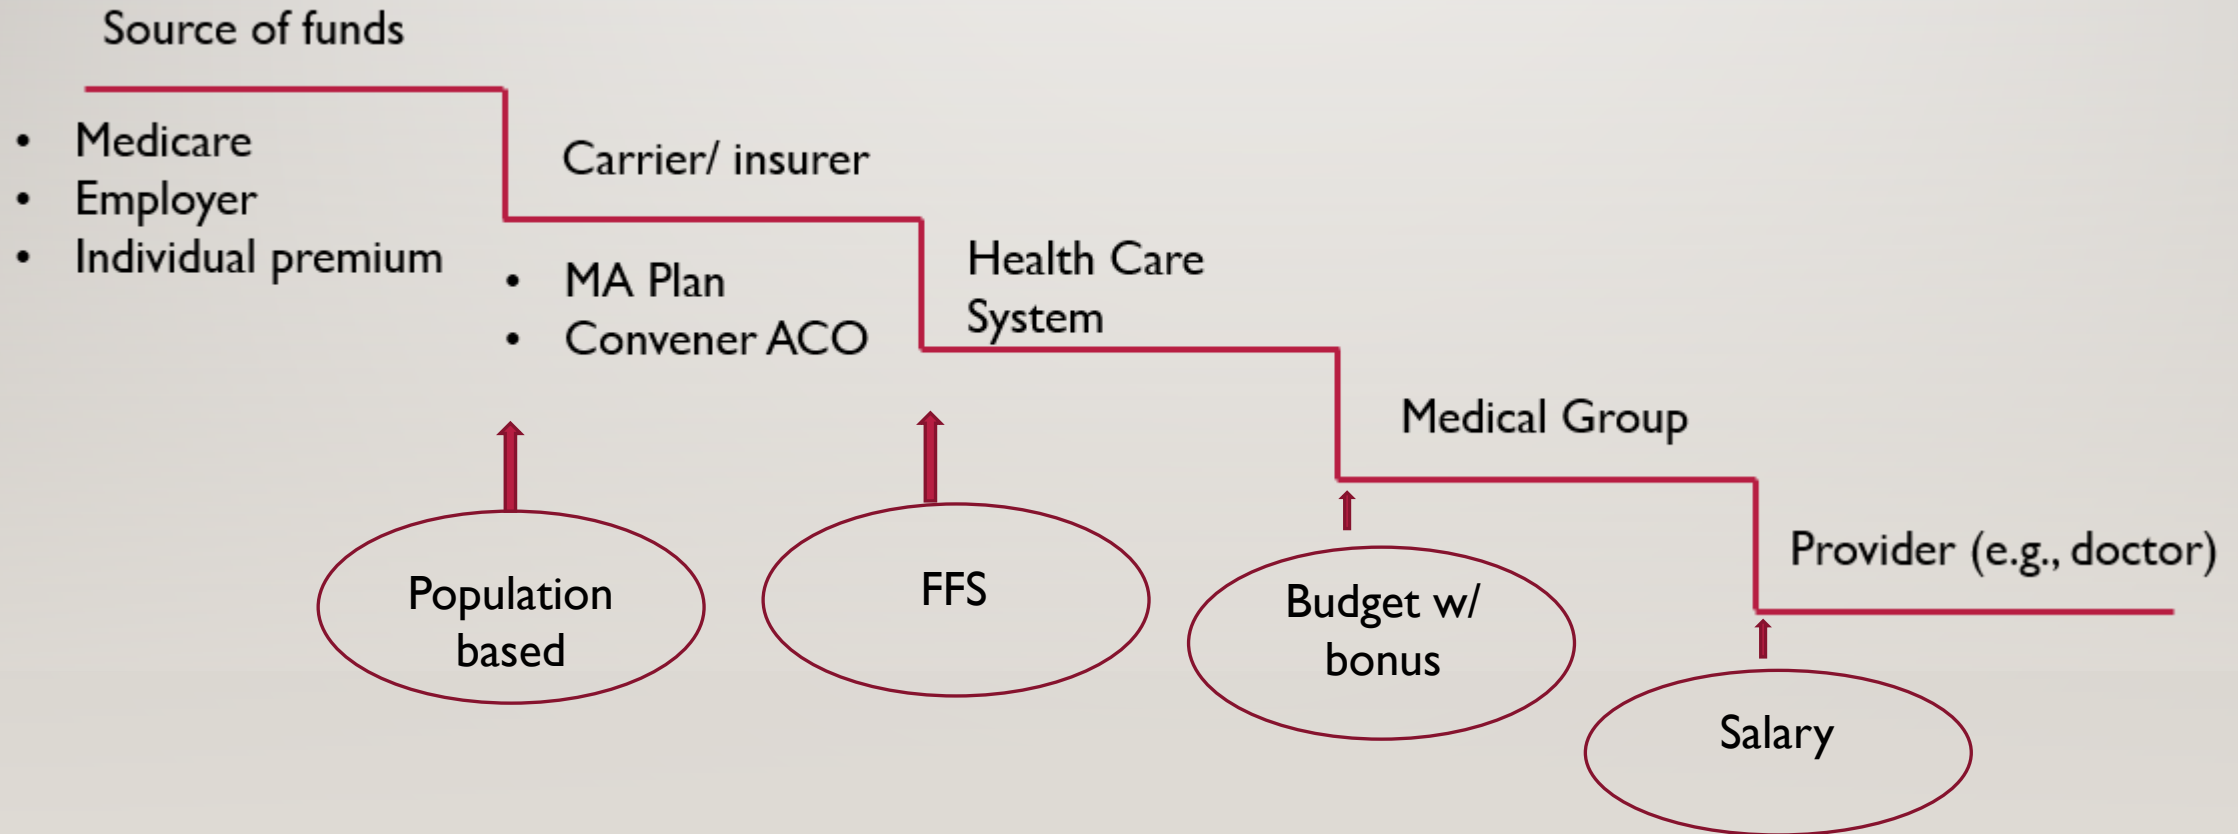 Source of funds
• Medicare
• Employer
• Individual premium
Carrier/ insurer
• MA Plan
• Convener ACO
Health Care
System
Medical Group
Provider (e.g., doctor)
Population
based
FFS
Budget w/
bonus
Salary